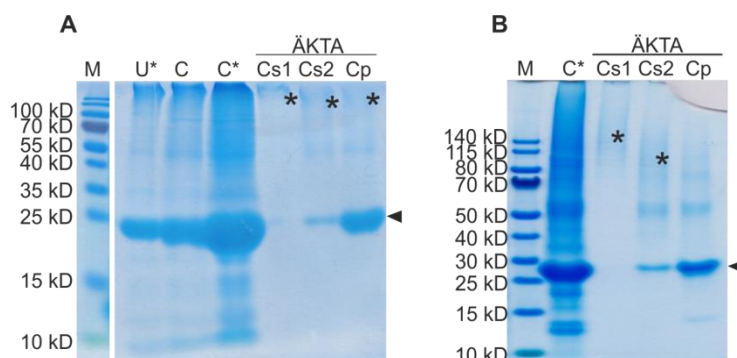 A
ÄKTA
M U* C C* Cs1 Cs2 Cp
100 kD
70 kD
55 kD
40 kD
35 kD
25 kD
15 kD
10 kD
* * *
B
ÄKTA
M C* Cs1 Cs2 Cp
140 kD
115 kD
80 kD
70 kD
50 kD
40 kD
30 kD
25 kD
15 kD
10 kD
* *